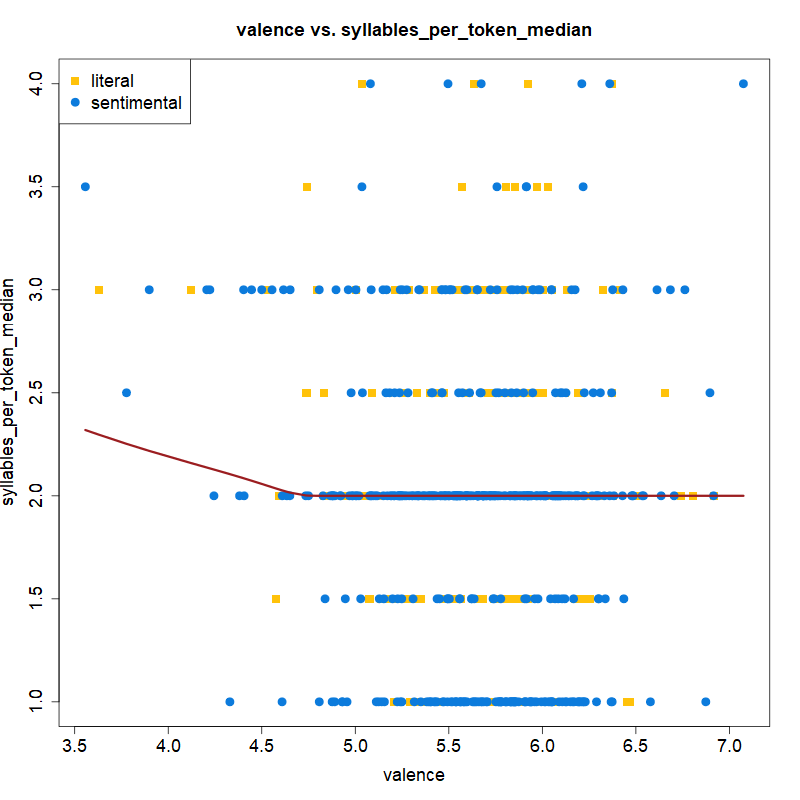 valence vs. syllables_per_token_median
literal
sentimental
syllables_per_token_median
4.0
3.5
3.0
2.5
2.0
1.5
1.0
3.5 4.0 4.5 5.0 5.5 6.0 6.5 7.0
valence